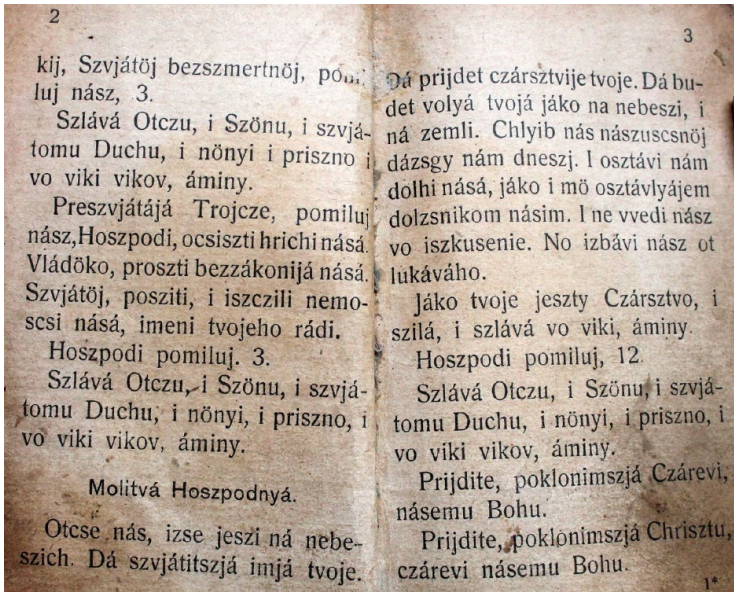 2
kij, Szvjátöj bezszmertnöj,
luj nász, 3.
Szlává Otczu, i Szönu, i szvjá-
tomu Duchu, i nönyi i priszno i
vo viki vikov, áminy.
Preszvjátájá Trojcze, pomiluj
nász, Hoszpodi, ocsiszti hrichi násá.
Vládöko, proszti bezzákonijá násá.
Szvjátöj, posziti, i iszczili nemo-
scsi násá, imeni tvojeho rádi.
Hoszpodi pomiluj. 3.
Szlává Otczu, i Szönu, i szvjá-
tomu Duchu, i nönyi, i priszno, i
vo viki vikov, áminy.
Molitvá Hoszpodnyá.
Otcse nás, izse jeszi ná nebe-
szich. Dá szvjátitszjá imjá tvoje.
3
Dá prijdet czársztvije tvoje. Dá bu-
det volyá tvojá jáko na nebeszi, i
ná zemli. Chlyib nás nászuscsnöj
dázsgy nám dneszj. I osztávi nám
dolhi násá, jáko i mö osztávlyájem
dolzsnikom násim. I ne vvedi nász
vo iszkusenie. No izbávi nász ot
lukáváho.
Jáko tvoje jeszty Czársztvo, i
szilá, i szlává vo viki, áminy.
Hoszpodi pomiluj, 12.
Szlává Otczu, i Szönu, i szvjá-
tomu Duchu, i nönyi, i priszno, i
vo viki vikov, áminy.
Prijdite, poklonimszjá Czárevi,
násemu Bohu.
Prijdite, poklonimszjá Chrisztu,
czárevi násemu Bohu.
1*